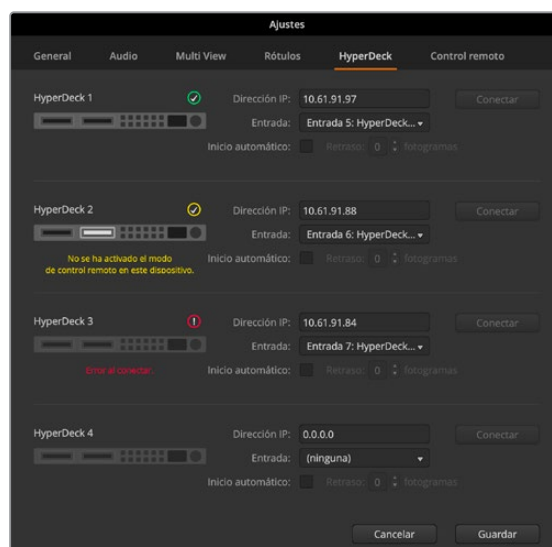 Ajustes
General Audio Multi View Rótulos HyperDeck Control remoto
HyperDeck 1 Dirección IP: 10.61.91.97 Conectar
Entrada: Entrada 5: HyperDeck...
Inicio automático: Retraso: 0 fotogramas
HyperDeck 2 Dirección IP: 10.61.91.88 Conectar
Entrada: Entrada 6: HyperDeck...
No se ha activado el modo
de control remoto en este dispositivo.
Inicio automático: Retraso: 0 fotogramas
HyperDeck 3 Dirección IP: 10.61.91.84 Conectar
Entrada: Entrada 7: HyperDeck...
Error al conectar. Inicio automático: Retraso: 0 fotogramas
HyperDeck 4 Dirección IP: 0.0.0.0 Conectar
Entrada: (ninguna)
Inicio automático: Retraso: 0 fotogramas
Cancelar Guardar